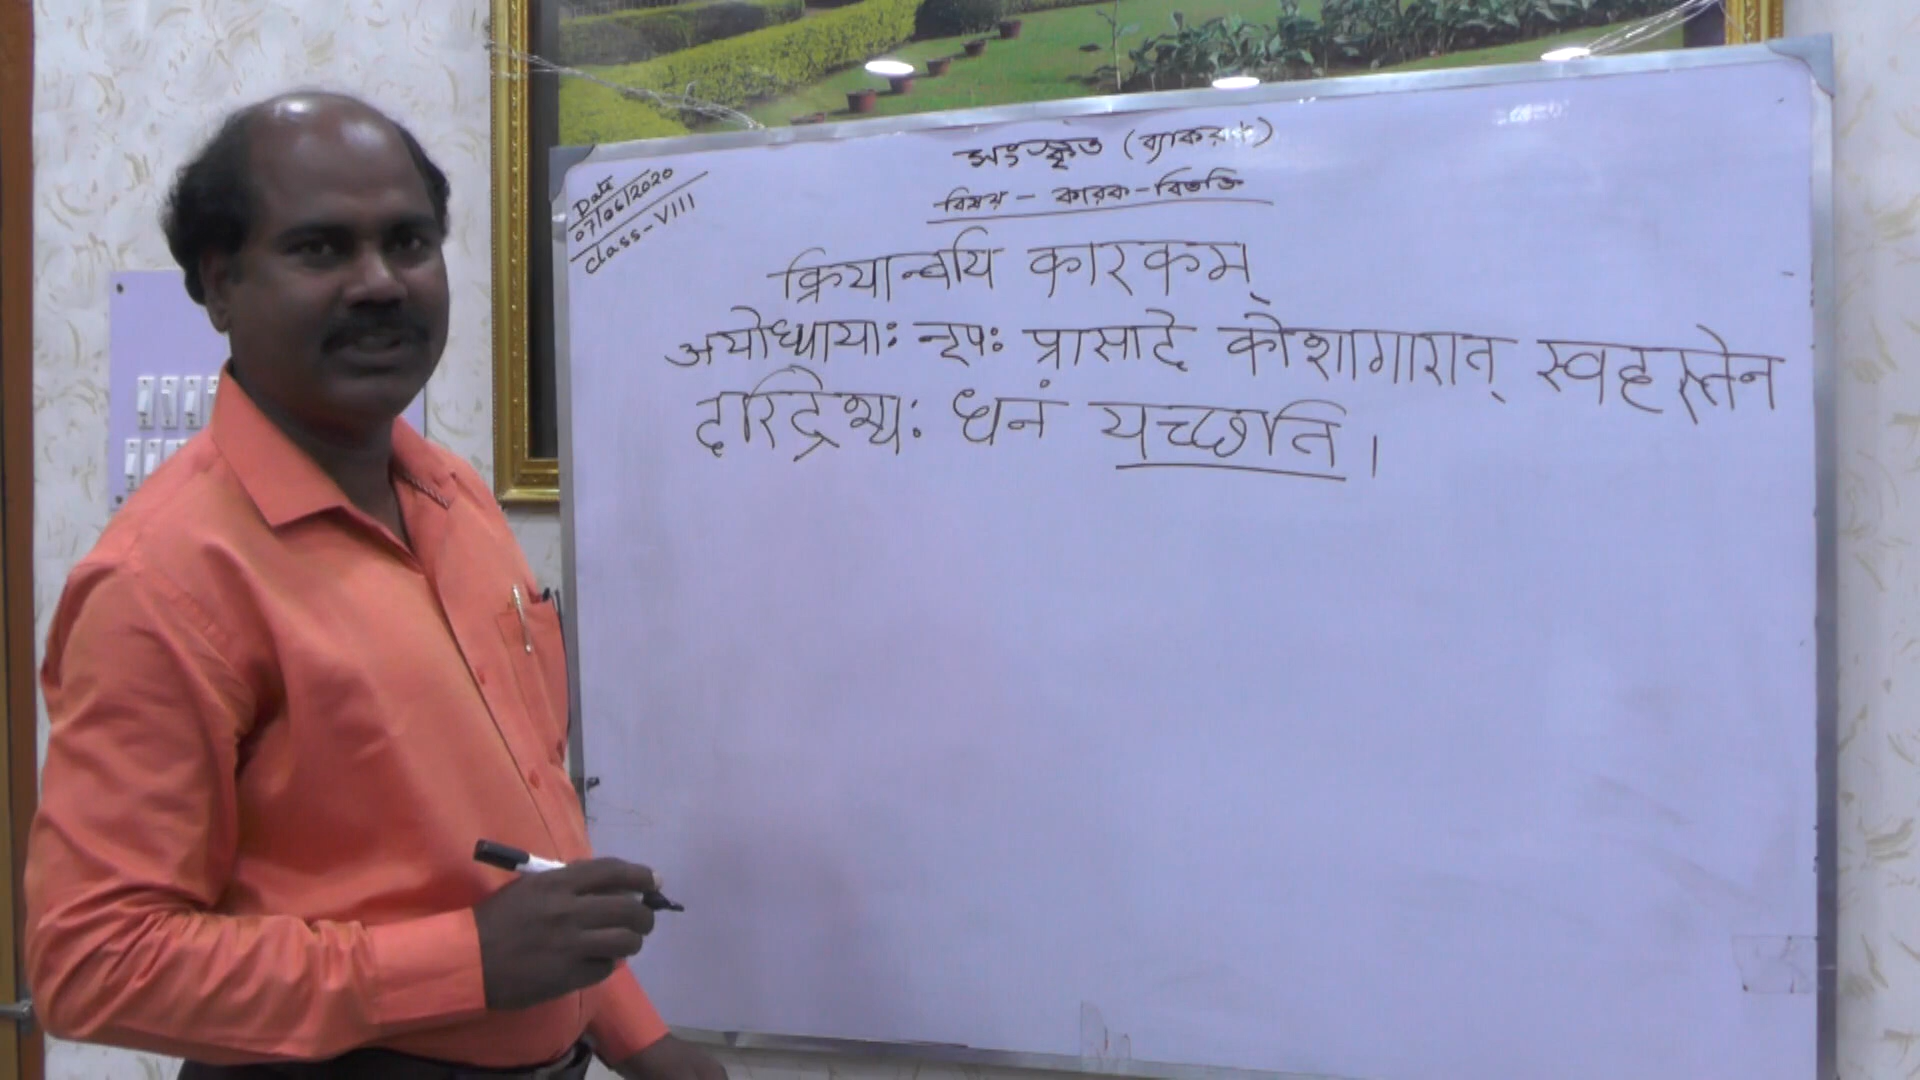 Date
07/06/2020
Class-VIII
সংস্কৃত (ব্যাকরণ)
বিষয় - কারক-বিভক্তি
क्रियान्वयि कारकम्
अयोध्यायाः नृपः प्रासादे कोशागारात् स्वहस्तेन
दरिद्रेभ्यः धनं यच्छति।